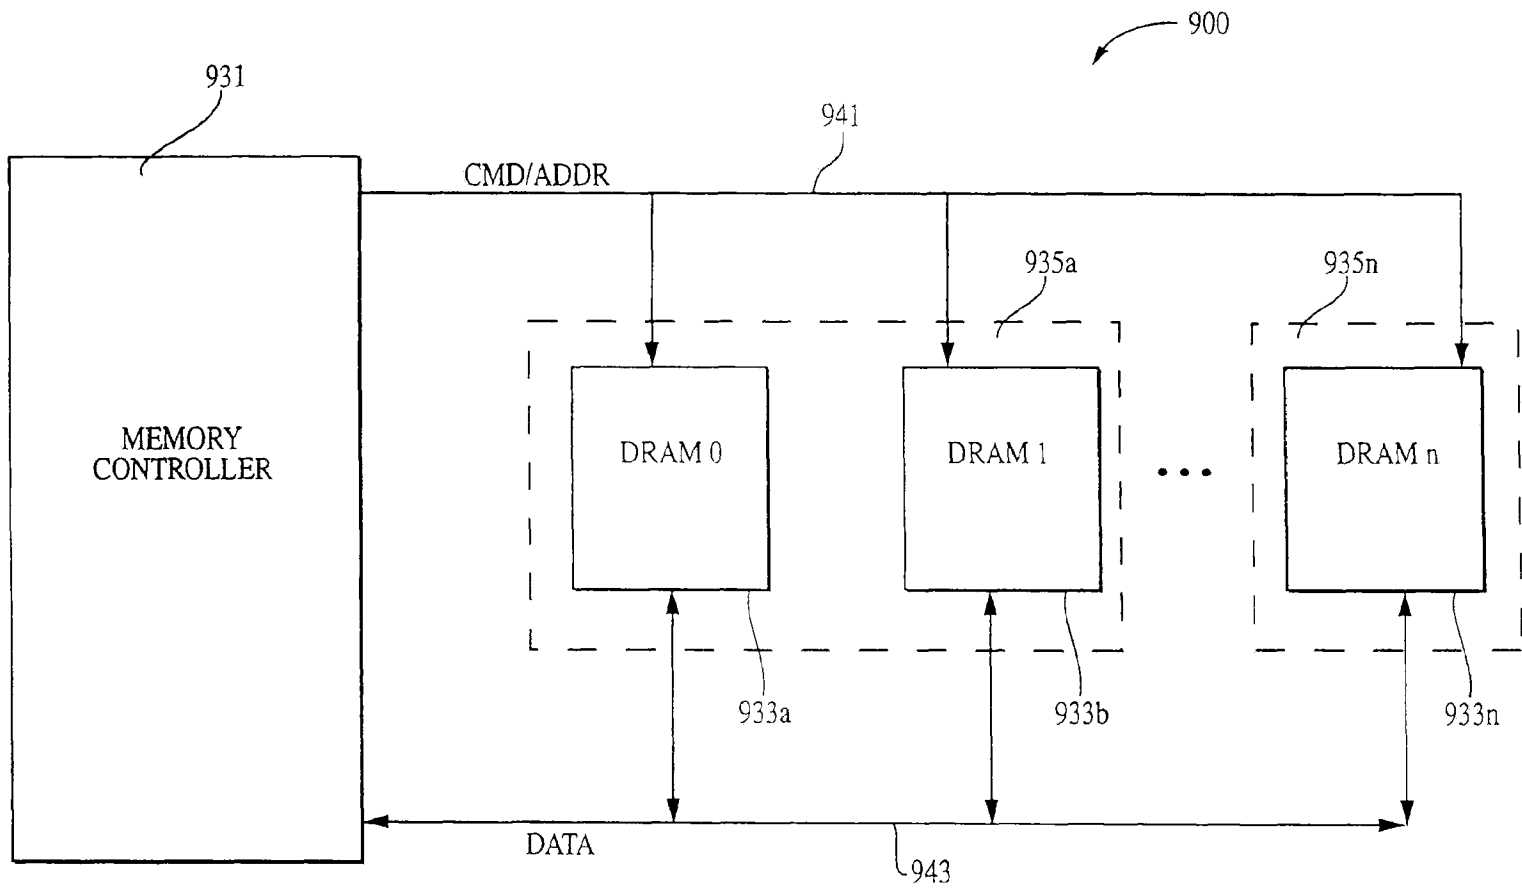 900
931
941
CMD/ADDR
935a
935n
MEMORY
CONTROLLER
DRAM 0
DRAM 1
DRAM n
933a
933b
933n
DATA
943